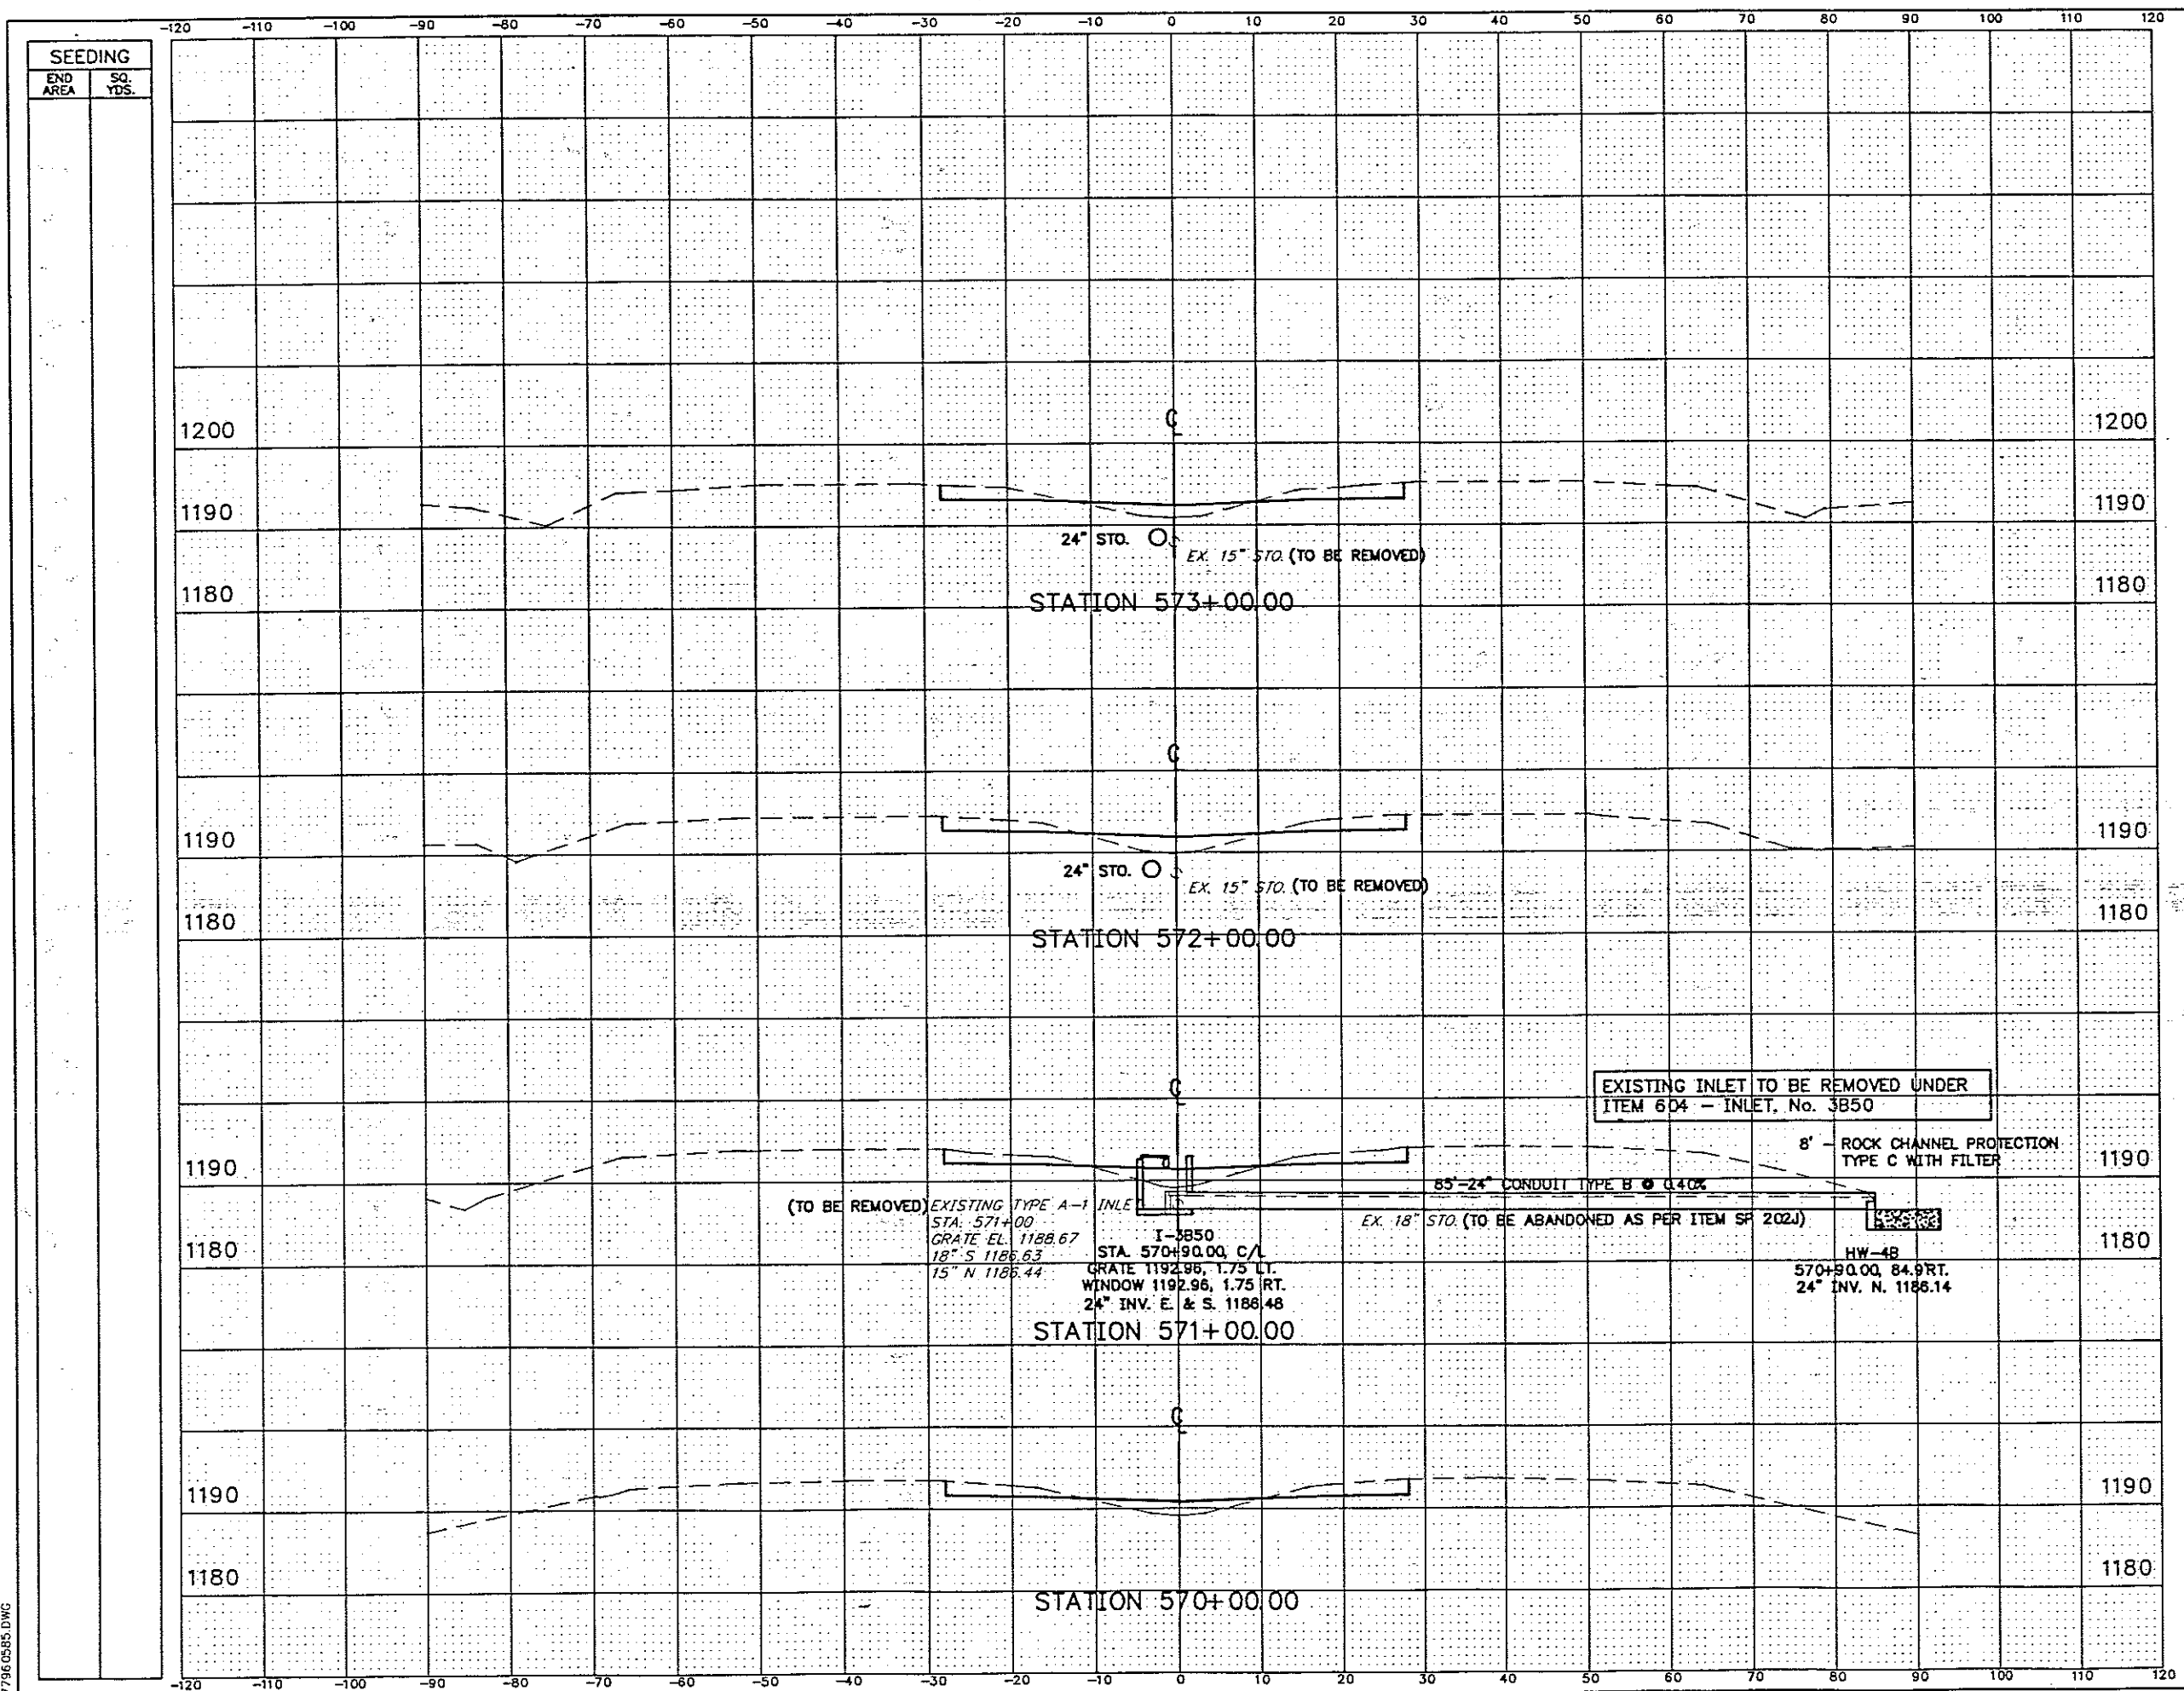 -120 -110 -100 -90 -80 -70 -60 -50 -40 -30 -20 -10 0 10 20 30 40 50 60 70 80 90 100 110 120
SEEDING
END AREA
SQ. YDS.
1200 1200
℄
1190 1190
24" STO.
EX. 15" STO. (TO BE REMOVED)
1180 1180
STATION 573+00.00
℄
1190 1190
24" STO.
EX. 15" STO. (TO BE REMOVED)
1180 1180
STATION 572+00.00
℄
EXISTING INLET TO BE REMOVED UNDER
ITEM 604 - INLET, No. 3B50
8' - ROCK CHANNEL PROTECTION
TYPE C WITH FILTER
1190 1190
85'-24" CONDUIT TYPE B @ 0.40%
(TO BE REMOVED) EXISTING TYPE A-1 INLE
STA. 571+00
GRATE EL. 1188.67
18" S 1186.63
15" N 1186.44
EX. 18" STO. (TO BE ABANDONED AS PER ITEM SP 202J)
1180 1180
I-3B50
STA. 570+90.00, C/L
GRATE 1192.96, 1.75 LT.
WINDOW 1192.96, 1.75 RT.
24" INV. E. & S. 1186.48
HW-4B
570+90.00, 84.9'RT.
24" INV. N. 1186.14
STATION 571+00.00
℄
1190 1190
1180 1180
STATION 570+00.00
-120 -110 -100 -90 -80 -70 -60 -50 -40 -30 -20 -10 0 10 20 30 40 50 60 70 80 90 100 110 120